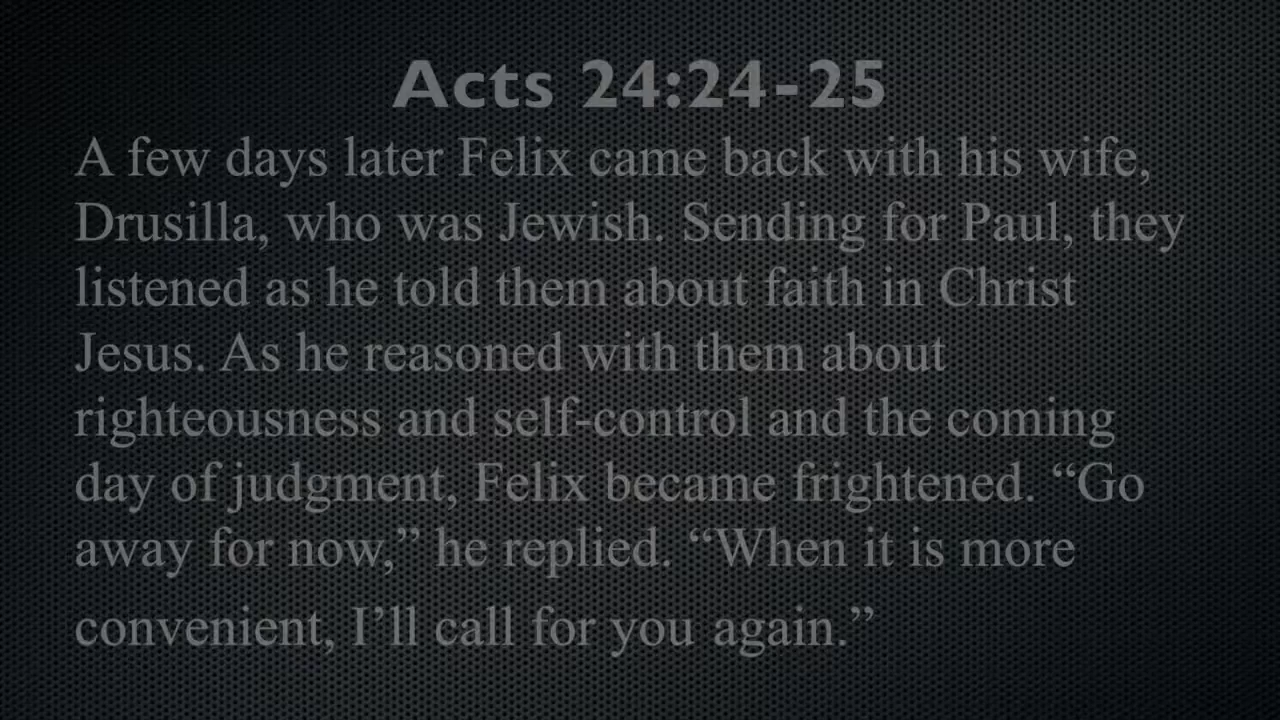 Acts 24:24-25
A few days later Felix came back with his wife,
Drusilla, who was Jewish. Sending for Paul, they
listened as he told them about faith in Christ
Jesus. As he reasoned with them about
righteousness and self-control and the coming
day of judgment, Felix became frightened. “Go
away for now,” he replied. “When it is more
convenient, I’ll call for you again.”